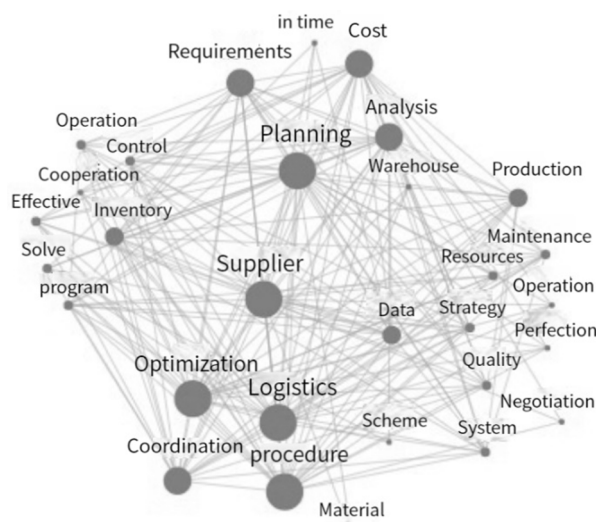 in time
Cost
Requirements
Analysis
Operation
Planning
Control
Warehouse
Production
Cooperation
Effective
Inventory
Maintenance
Solve
Supplier
Resources
program
Operation
Data
Strategy
Perfection
Optimization
Quality
Logistics
Negotiation
Scheme
System
Coordination
procedure
Material